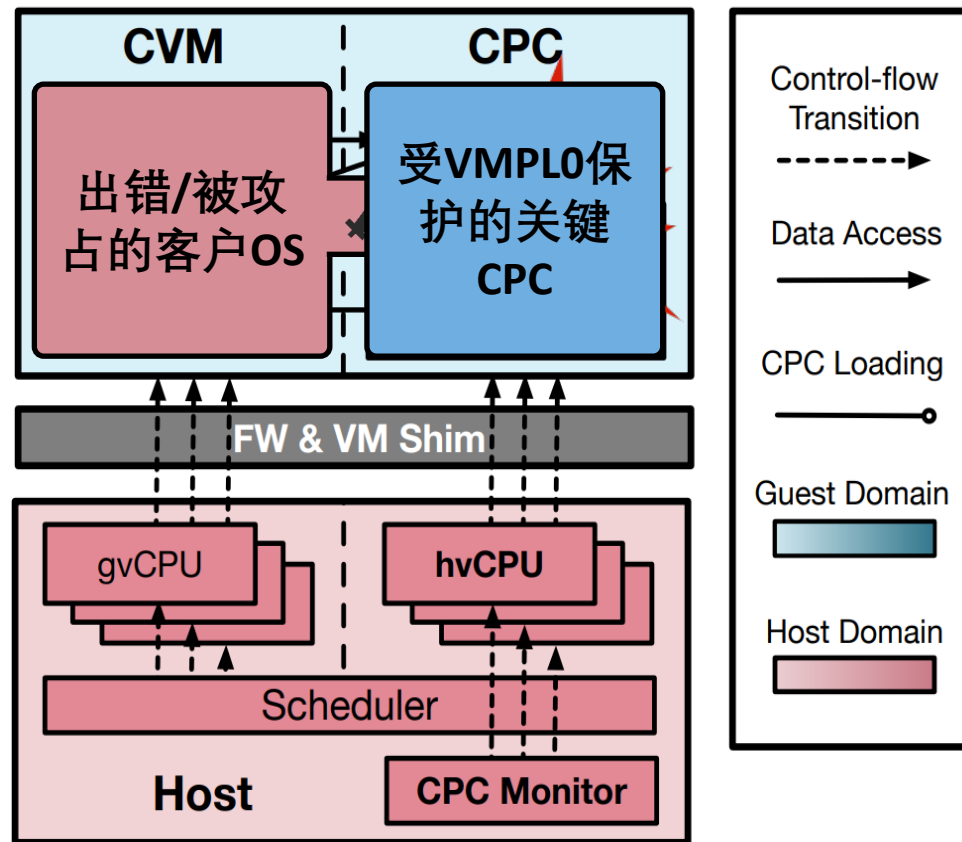 CVM
CPC
出错/被攻
占的客户OS
受VMPL0保
护的关键
CPC
FW & VM Shim
gvCPU
hvCPU
Scheduler
Host
CPC Monitor
Control-flow
Transition
Data Access
CPC Loading
Guest Domain
Host Domain